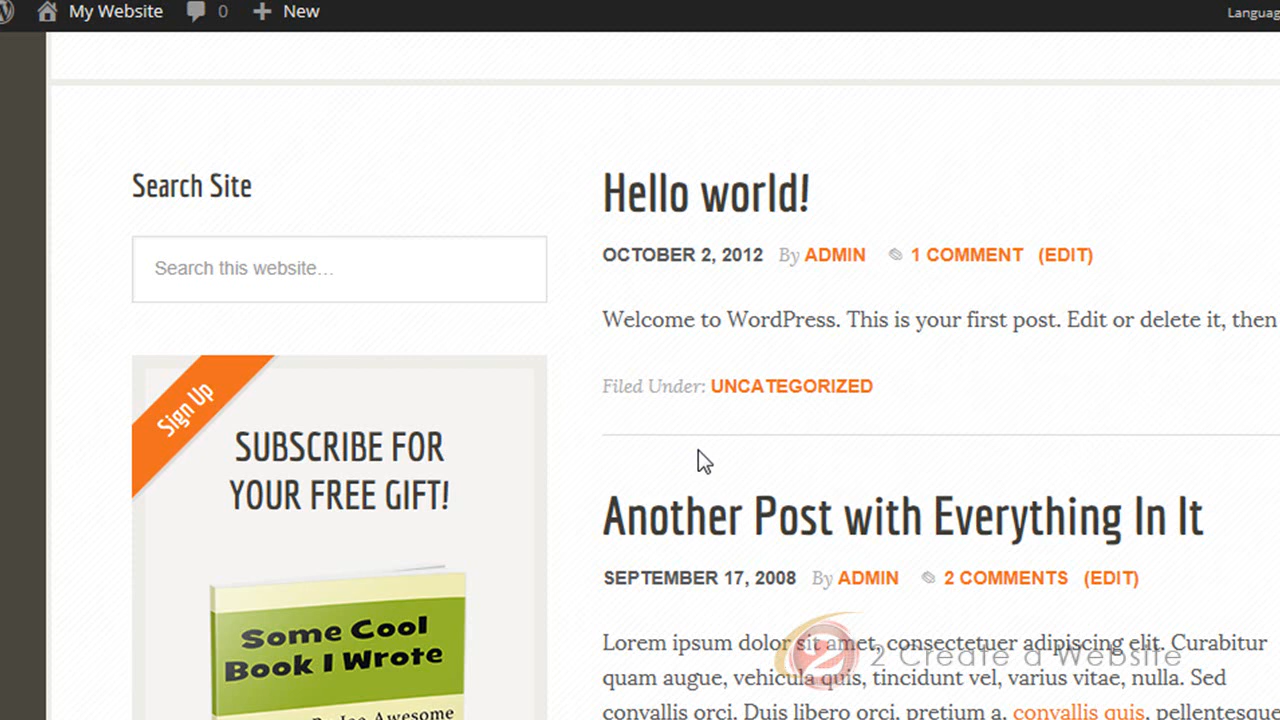 My Website 0 New
Languag
Search Site
Search this website...
Sign Up
SUBSCRIBE FOR
YOUR FREE GIFT!
Some Cool
Book I Wrote
By Joe Awesome
Hello world!
OCTOBER 2, 2012 By ADMIN 1 COMMENT (EDIT)
Welcome to WordPress. This is your first post. Edit or delete it, then
Filed Under: UNCATEGORIZED
Another Post with Everything In It
SEPTEMBER 17, 2008 By ADMIN 2 COMMENTS (EDIT)
Lorem ipsum dolor sit amet, consectetuer adipiscing elit. Curabitur
2 Create a Website
quam augue, vehicula quis, tincidunt vel, varius vitae, nulla. Sed
convallis orci. Duis libero orci, pretium a, convallis quis, pellentesque